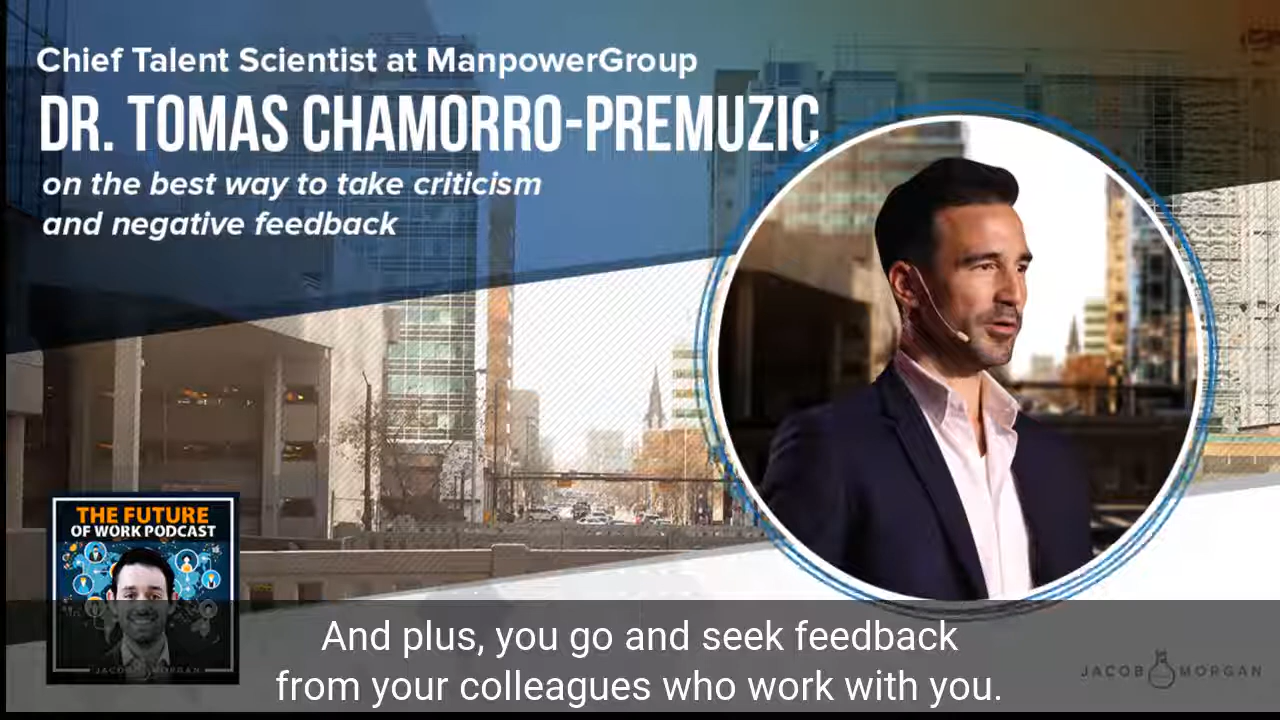 Chief Talent Scientist at ManpowerGroup
DR. TOMAS CHAMORRO-PREMUZIC
on the best way to take criticism
and negative feedback
THE FUTURE
OF WORK PODCAST
JACOB MORGAN
And plus, you go and seek feedback
from your colleagues who work with you.
JACOB MORGAN